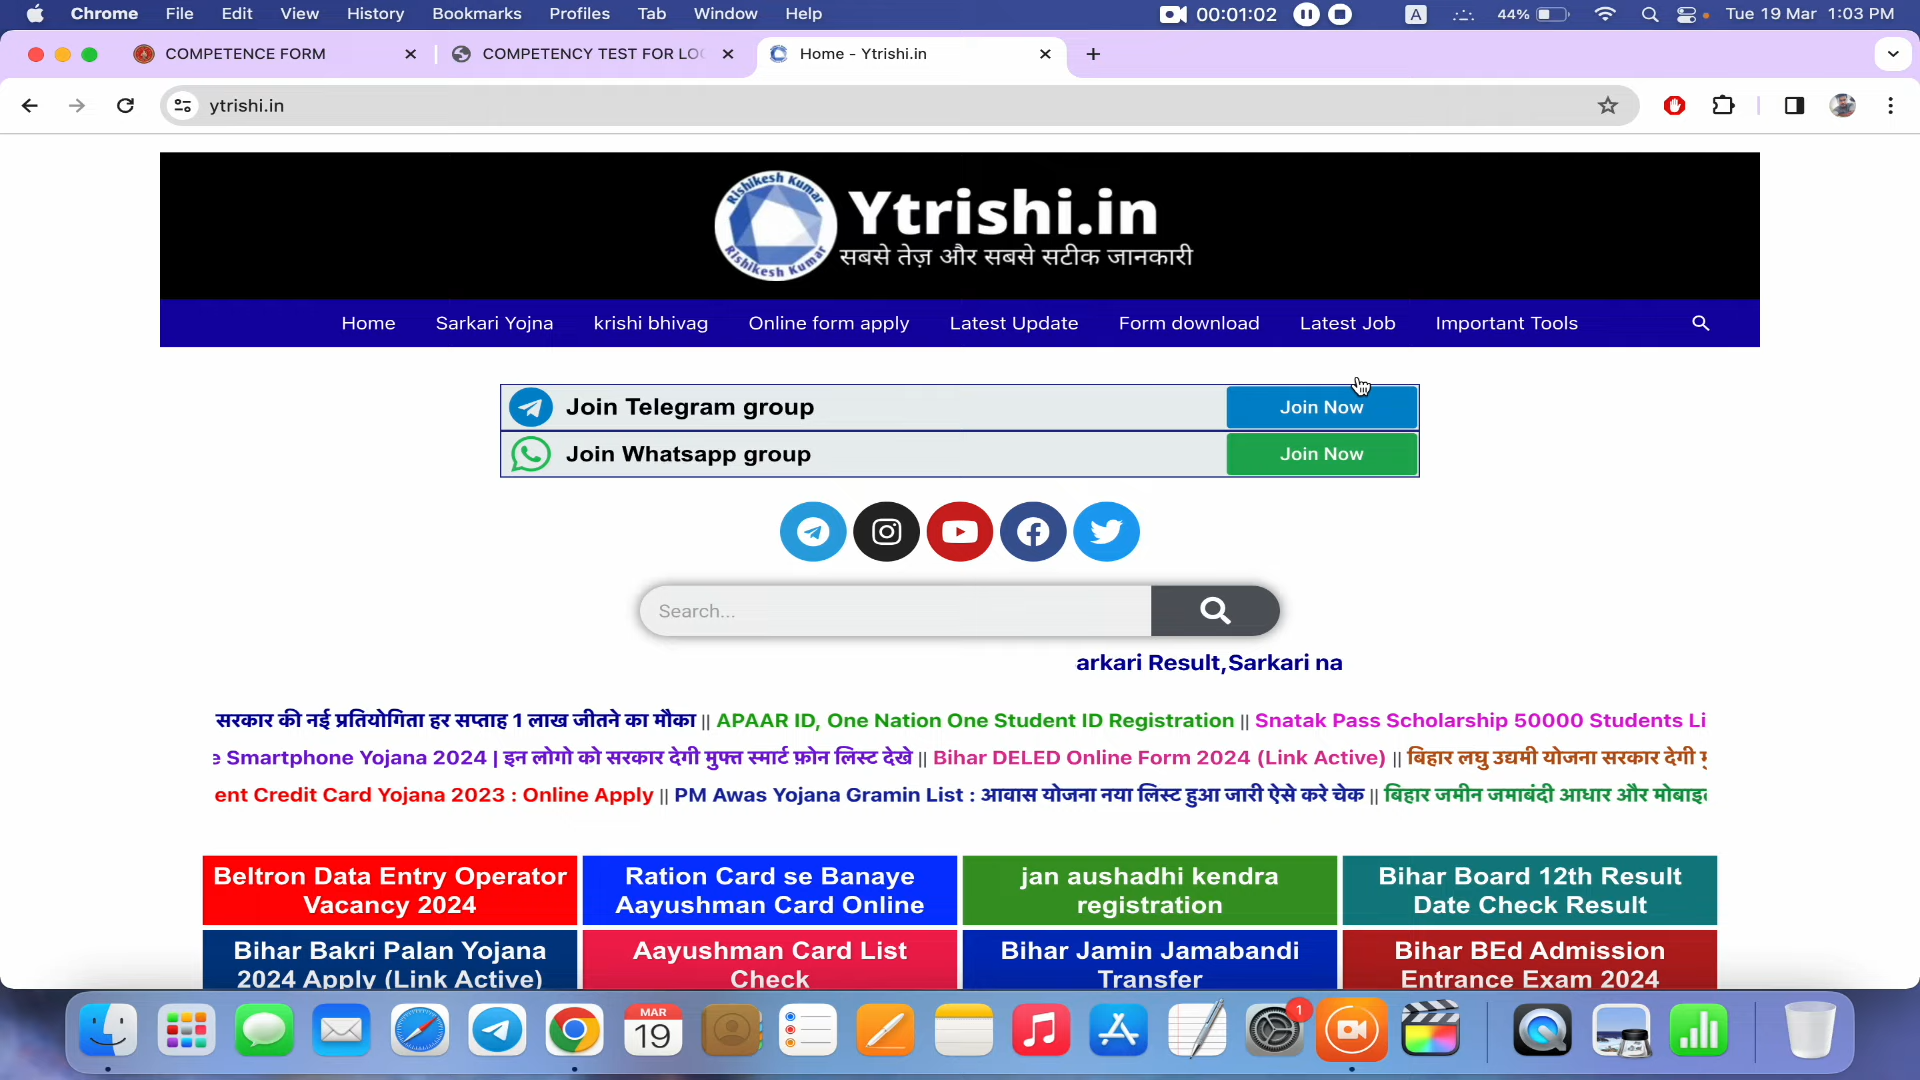 Chrome File Edit View History Bookmarks Profiles Tab Window Help 00:01:02 A 44% Tue 19 Mar 1:03 PM
COMPETENCE FORM COMPETENCY TEST FOR LOC Home - Ytrishi.in
ytrishi.in
Rishikesh Kumar
Ytrishi.in
सबसे तेज़ और सबसे सटीक जानकारी
Rishikesh Kumar
Home Sarkari Yojna krishi bhivag Online form apply Latest Update Form download Latest Job Important Tools
Join Telegram group Join Now
Join Whatsapp group Join Now
Search...
arkari Result,Sarkari na
सरकार की नई प्रतियोगिता हर सप्ताह 1 लाख जीतने का मौका || APAAR ID, One Nation One Student ID Registration || Snatak Pass Scholarship 50000 Students Li
e Smartphone Yojana 2024 | इन लोगो को सरकार देगी मुफ्त स्मार्ट फ़ोन लिस्ट देखे || Bihar DELED Online Form 2024 (Link Active) || बिहार लघु उद्यमी योजना सरकार देगी
ent Credit Card Yojana 2023 : Online Apply || PM Awas Yojana Gramin List : आवास योजना नया लिस्ट हुआ जारी ऐसे करे चेक || बिहार जमीन जमाबंदी आधार और
Beltron Data Entry Operator Ration Card se Banaye jan aushadhi kendra Bihar Board 12th Result
Vacancy 2024 Aayushman Card Online registration Date Check Result
Bihar Bakri Palan Yojana Aayushman Card List Bihar Jamin Jamabandi Bihar BEd Admission
2024 Apply (Link Active) Check Transfer Entrance Exam 2024
MAR
19
1